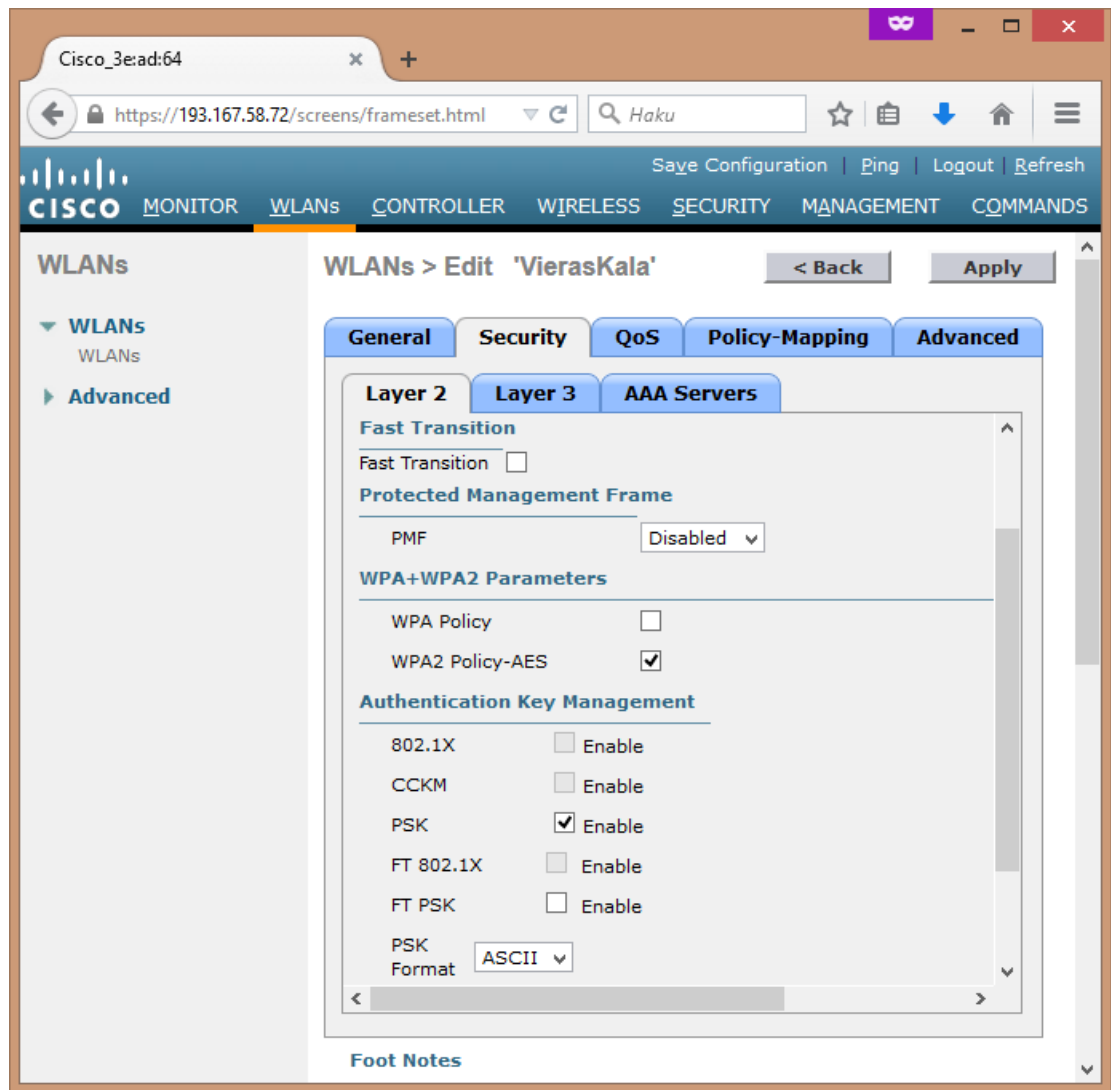 Cisco_3e:ad:64
https://193.167.58.72/screens/frameset.html Haku
Save Configuration | Ping | Logout | Refresh
CISCO MONITOR WLANs CONTROLLER WIRELESS SECURITY MANAGEMENT COMMANDS
WLANs
WLANs
WLANs
Advanced
WLANs > Edit 'VierasKala' < Back Apply
General Security QoS Policy-Mapping Advanced
Layer 2 Layer 3 AAA Servers
Fast Transition
Fast Transition
Protected Management Frame
PMF Disabled
WPA+WPA2 Parameters
WPA Policy
WPA2 Policy-AES
Authentication Key Management
802.1X Enable
CCKM Enable
PSK Enable
FT 802.1X Enable
FT PSK Enable
PSK
Format ASCII
Foot Notes